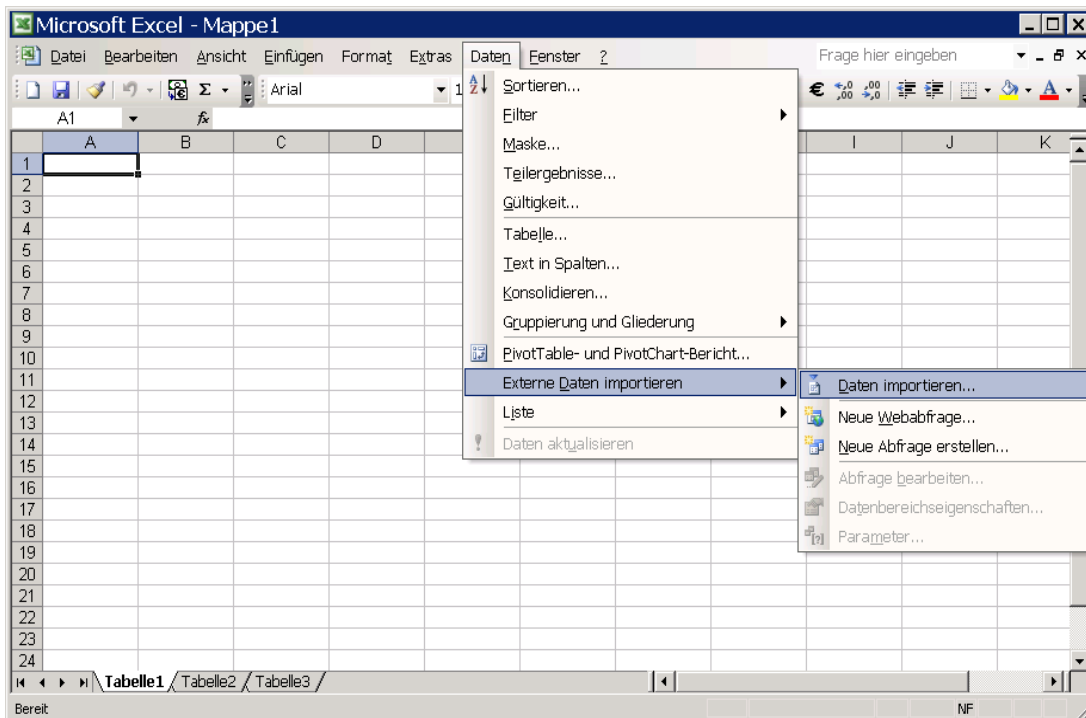 Microsoft Excel - Mappe1
Datei Bearbeiten Ansicht Einfügen Format Extras Daten Fenster ? Frage hier eingeben
Σ Arial 1 € ,00 ,00 A
A1 fx
A B C D I J K
1
2
3
4
5
6
7
8
9
10
11
12
13
14
15
16
17
18
19
20
21
22
23
24
Sortieren...
Filter
Maske...
Teilergebnisse...
Gültigkeit...
Tabelle...
Text in Spalten...
Konsolidieren...
Gruppierung und Gliederung
PivotTable- und PivotChart-Bericht...
Externe Daten importieren
Liste
Daten aktualisieren
Daten importieren...
Neue Webabfrage...
Neue Abfrage erstellen...
Abfrage bearbeiten...
Datenbereichseigenschaften...
Parameter...
Tabelle1 Tabelle2 Tabelle3
Bereit NF